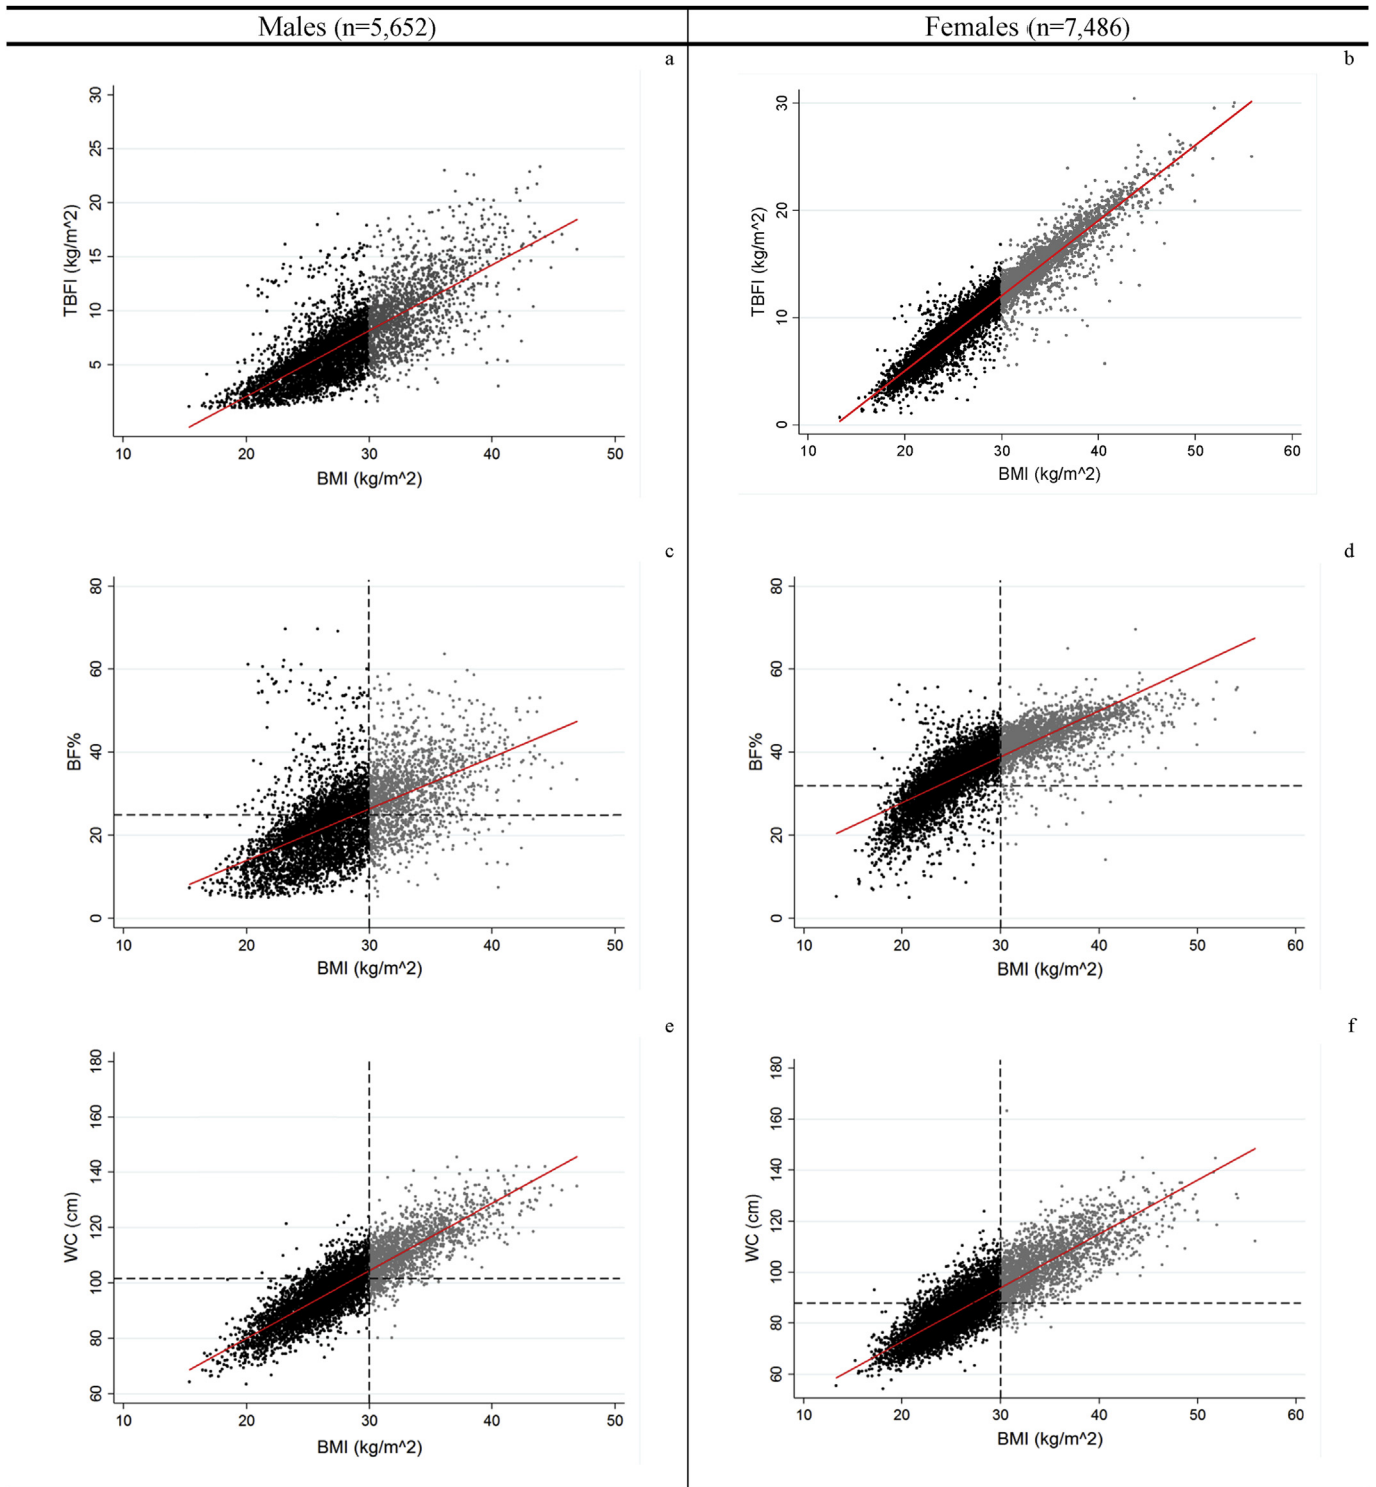 Males (n=5,652)
Females (n=7,486)
a
30
25
20
15
10
5
TBFI (kg/m^2)
10 20 30 40 50
BMI (kg/m^2)
b
30
20
10
0
TBFI (kg/m^2)
10 20 30 40 50 60
BMI (kg/m^2)
c
80
60
40
20
0
BF%
10 20 30 40 50
BMI (kg/m^2)
d
80
60
40
20
0
BF%
10 20 30 40 50 60
BMI (kg/m^2)
e
180
160
140
120
100
80
60
WC (cm)
10 20 30 40 50
BMI (kg/m^2)
f
180
160
140
120
100
80
60
WC (cm)
10 20 30 40 50 60
BMI (kg/m^2)